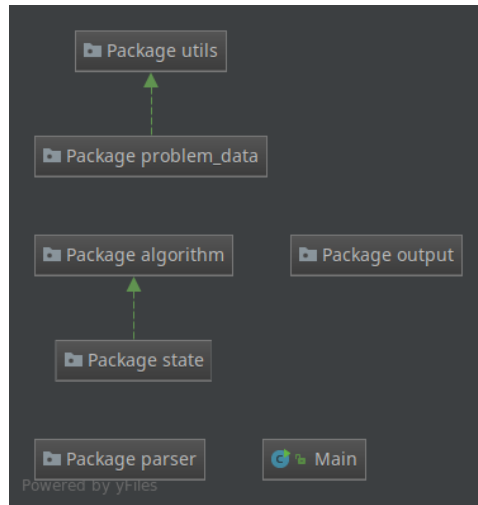 Package utils
Package problem_data
Package algorithm
Package output
Package state
Package parser
Main
Powered by yFiles